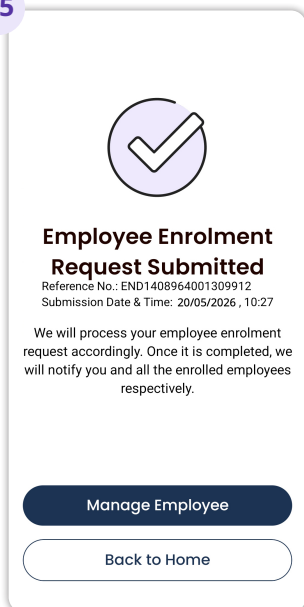 5
Employee Enrolment
Request Submitted
Reference No.: END1408964001309912
Submission Date & Time: 20/05/2026 , 10:27
We will process your employee enrolment
request accordingly. Once it is completed, we
will notify you and all the enrolled employees
respectively.
Manage Employee
Back to Home